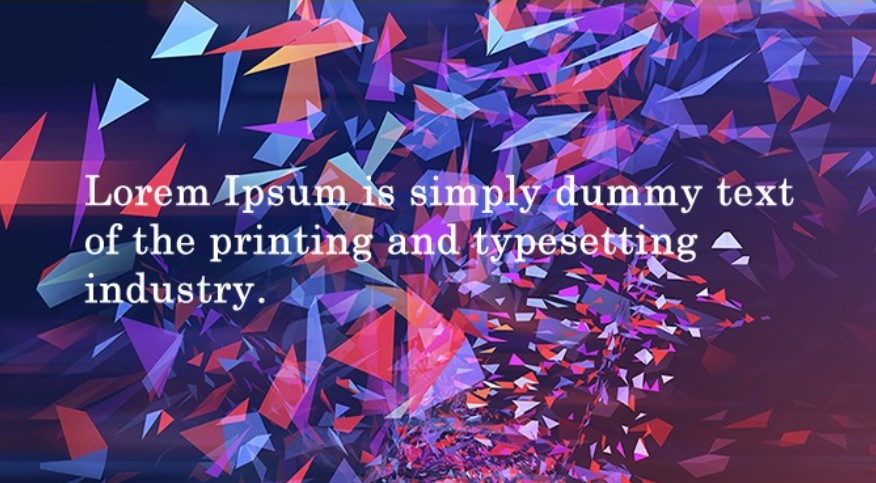 Lorem Ipsum is simply dummy text
of the printing and typesetting
industry.